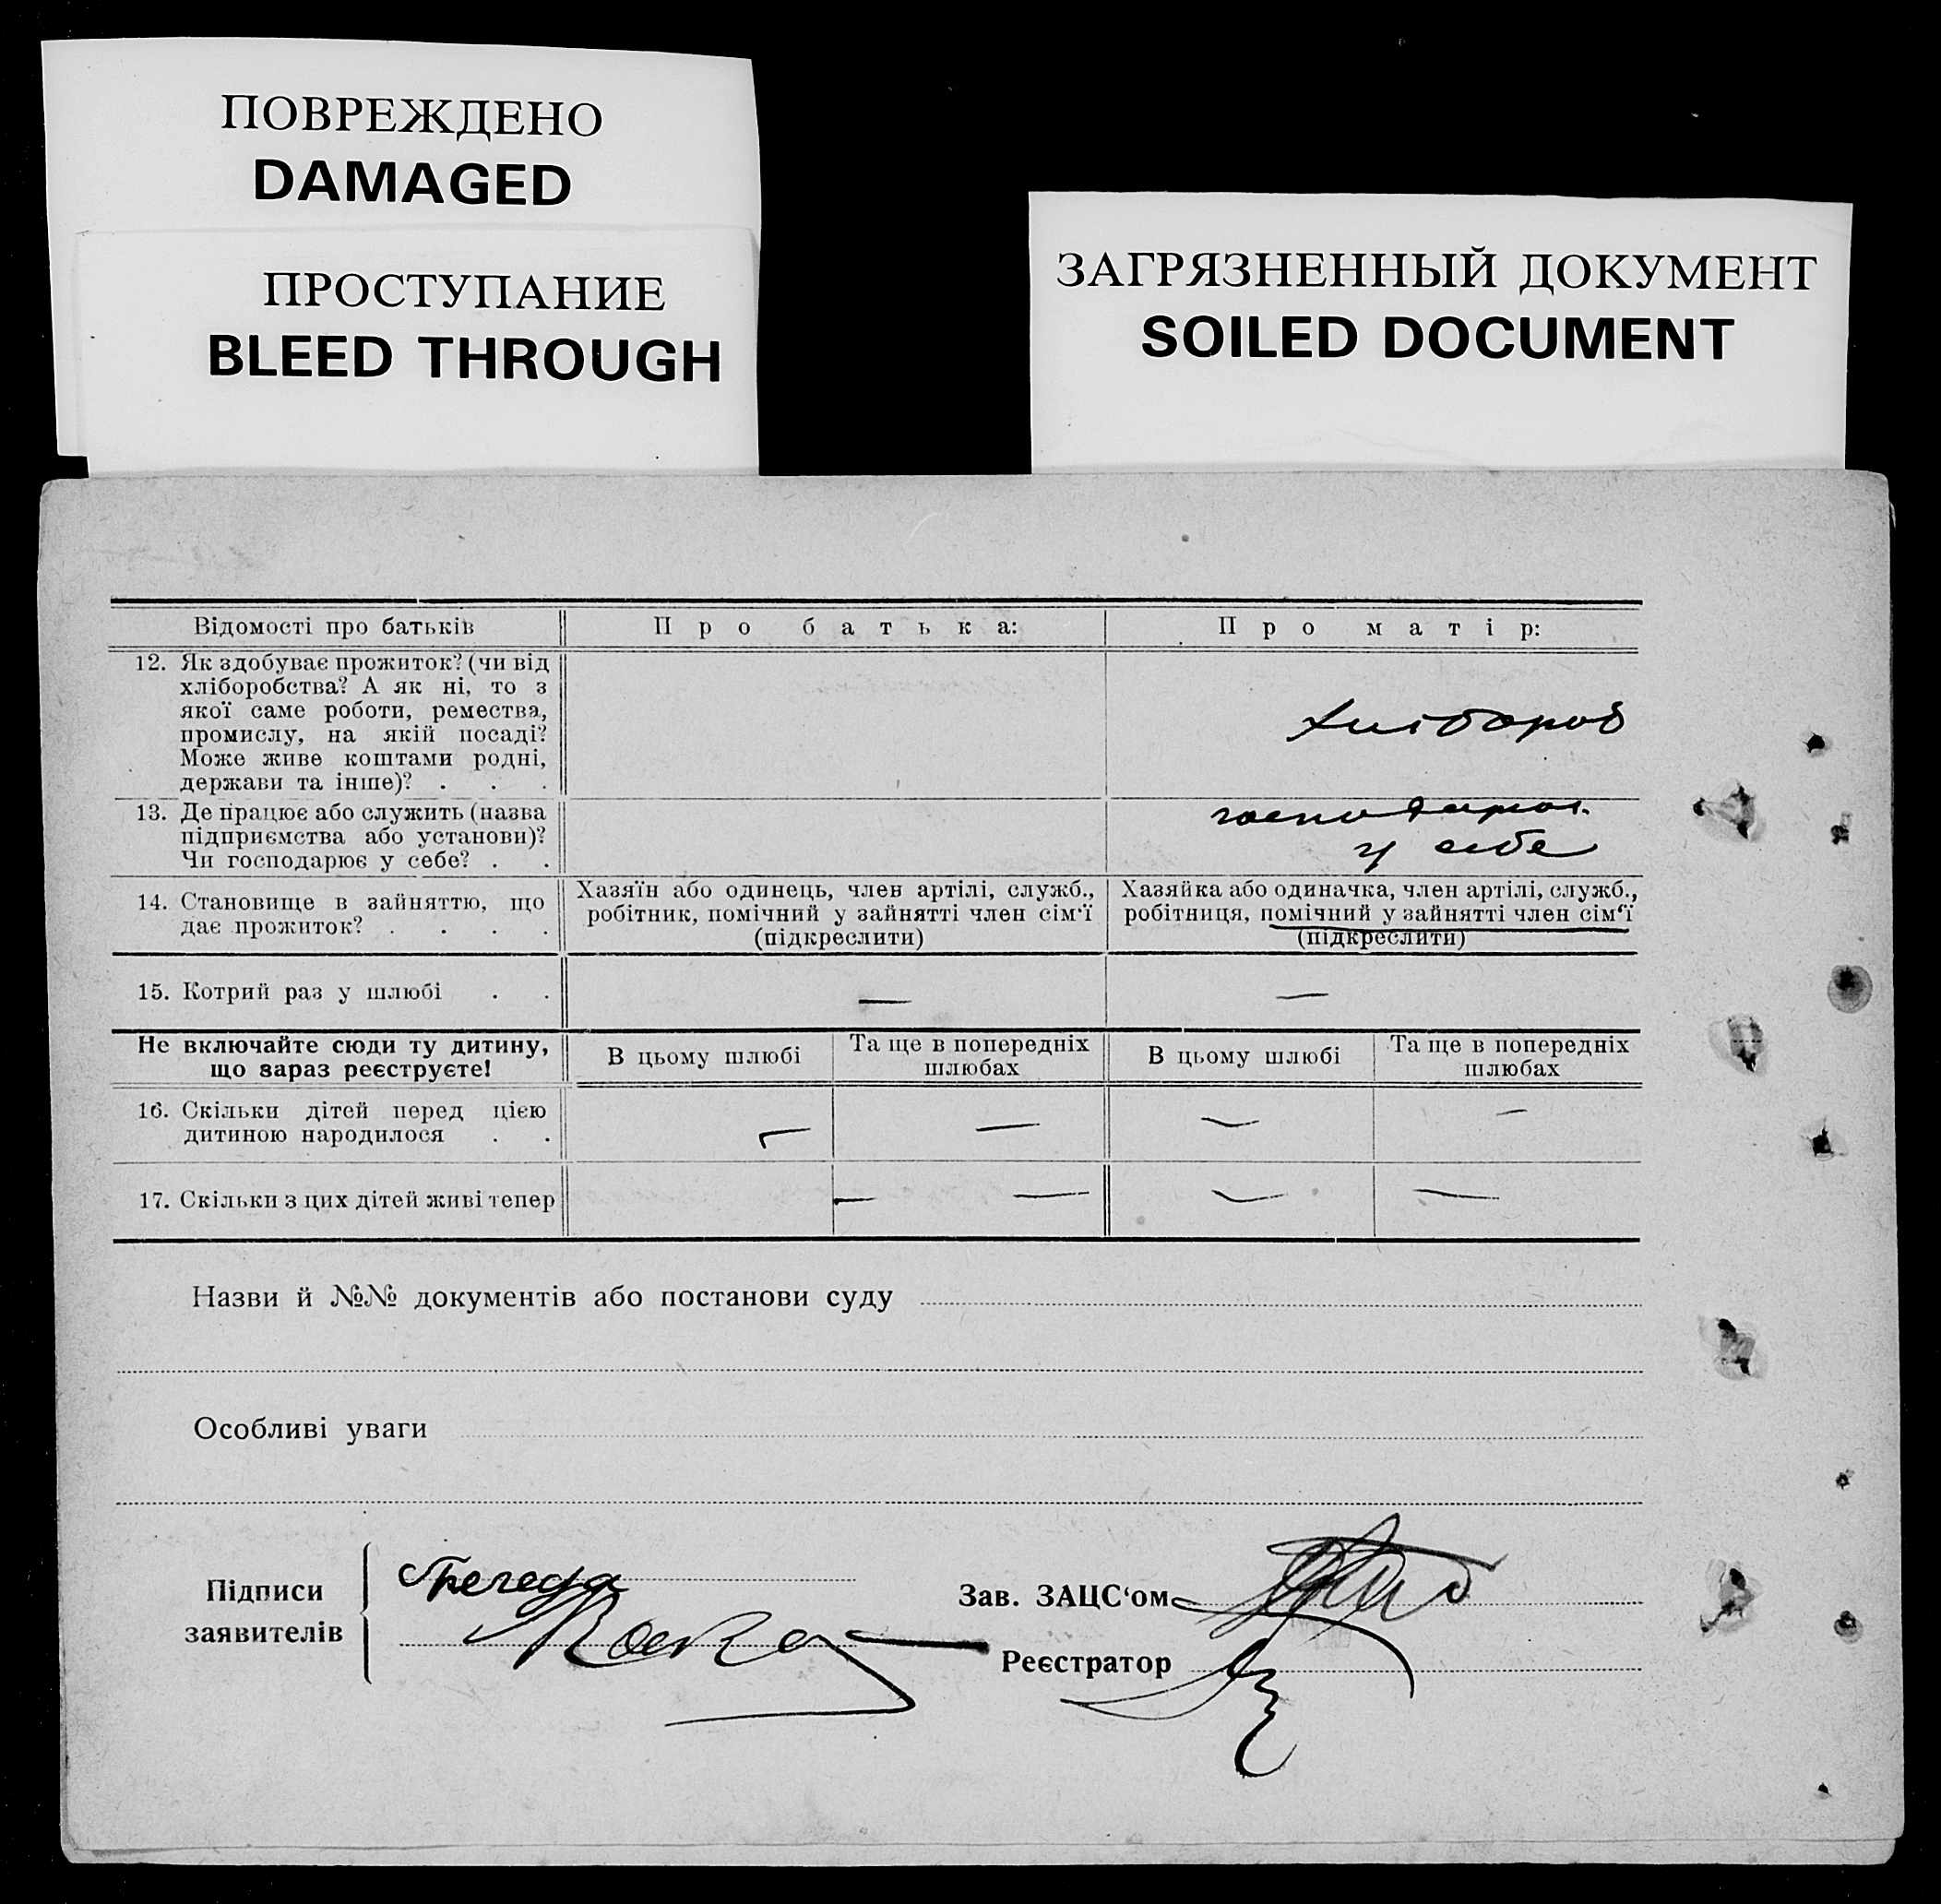 ПОВРЕЖДЕНО
DAMAGED
ПРОСТУПАНИЕ
BLEED THROUGH
ЗАГРЯЗНЕННЫЙ ДОКУМЕНТ
SOILED DOCUMENT
Відомості про батьків
Про батька:
Про матір:
12. Як здобуває прожиток? (чи від
хліборобства? А як ні, то з
якої саме роботи, ремества,
промислу, на якій посаді?
Може живе коштами родні,
держави та інше)? . . .
хлібороб
13. Де працює або служить (назва
підприємства або установи)?
Чи господарює у себе? . .
господарює
у себе
14. Становище в зайняттю, що
дає прожиток? . . . .
Хазяїн або одинець, член артілі, служб.,
робітник, помічний у зайнятті член сім‘ї
(підкреслити)
Хазяйка або одиначка, член артілі, служб.,
робітниця, помічний у зайнятті член сім‘ї
(підкреслити)
15. Котрий раз у шлюбі . .
—
—
Не включайте сюди ту дитину,
що зараз реєструєте!
В цьому шлюбі
Та ще в попередніх
шлюбах
В цьому шлюбі
Та ще в попередніх
шлюбах
16. Скільки дітей перед цією
дитиною народилося . .
— — — —
17. Скільки з цих дітей живі тепер
— — — —
Назви й №№ документів або постанови суду
Особливі уваги
Підписи
заявителів
Зав. ЗАЦС‘ом
Реєстратор